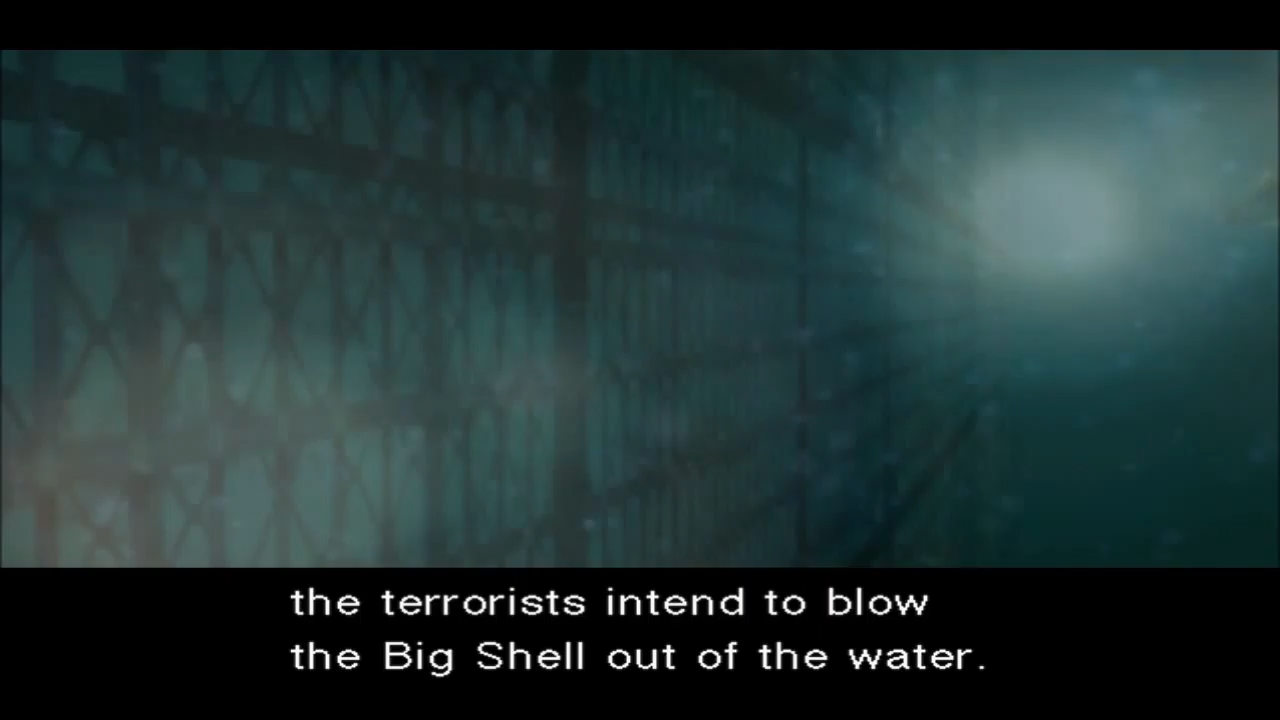 the terrorists intend to blow
the Big Shell out of the water.